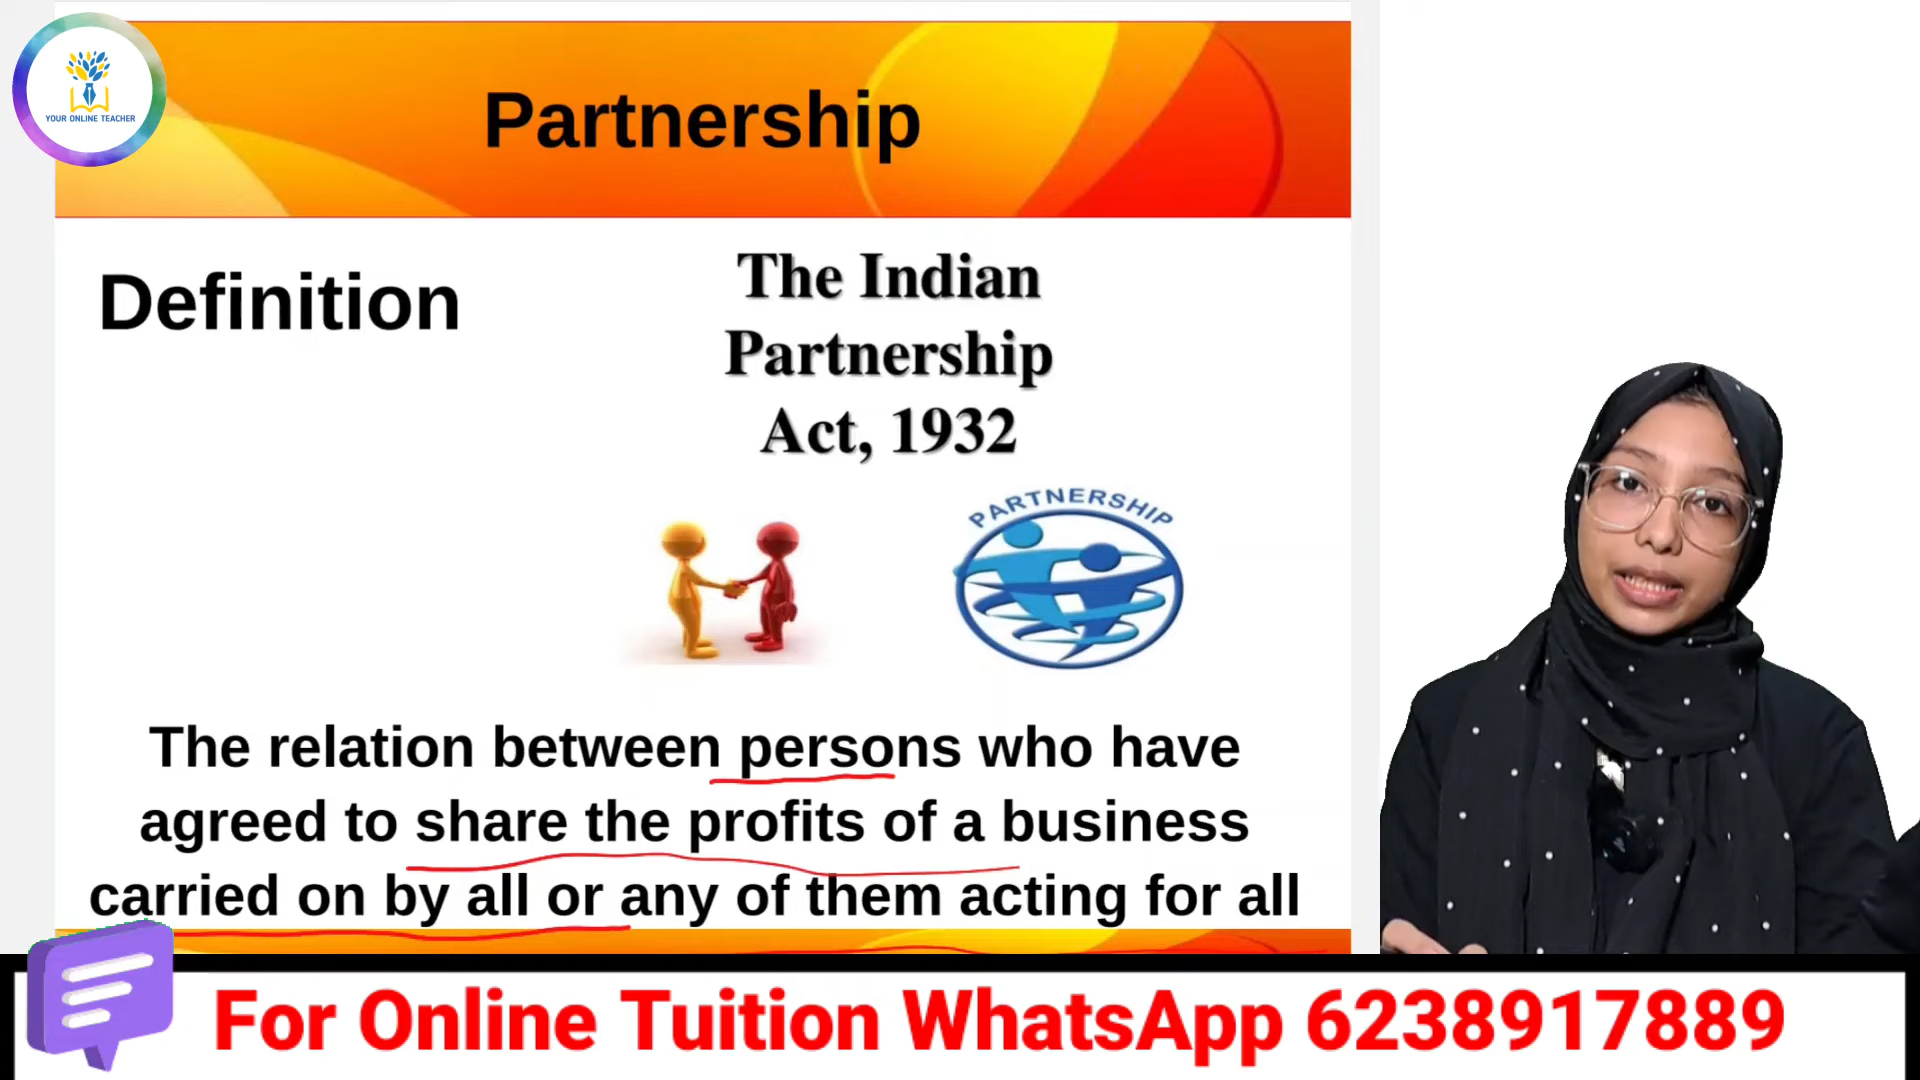 YOUR ONLINE TEACHER
Partnership
Definition
The Indian
Partnership
Act, 1932
PARTNERSHIP
The relation between persons who have
agreed to share the profits of a business
carried on by all or any of them acting for all
For Online Tuition WhatsApp 6238917889